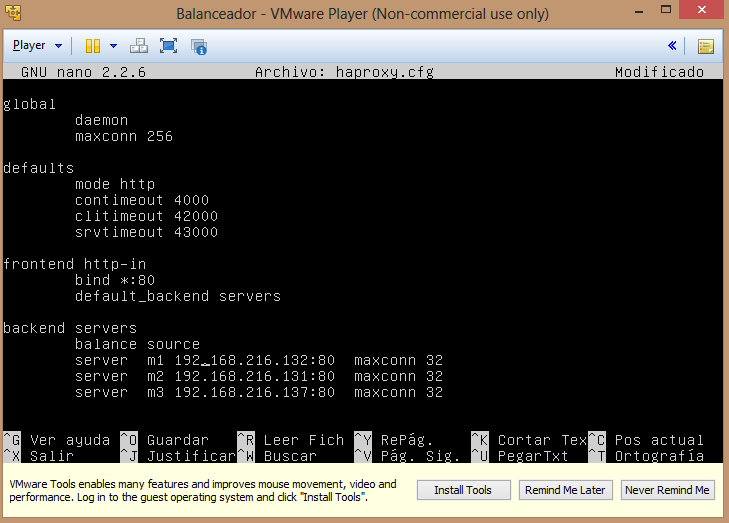 Balanceador - VMware Player (Non-commercial use only)
Player
GNU nano 2.2.6 Archivo: haproxy.cfg Modificado
global
daemon
maxconn 256
defaults
mode http
contimeout 4000
clitimeout 42000
srvtimeout 43000
frontend http-in
bind *:80
default_backend servers
backend servers
balance source
server m1 192.168.216.132:80 maxconn 32
server m2 192.168.216.131:80 maxconn 32
server m3 192.168.216.137:80 maxconn 32
^G Ver ayuda ^O Guardar ^R Leer Fich ^Y RePág. ^K Cortar Tex ^C Pos actual
^X Salir ^J Justificar ^W Buscar ^V Pág. Sig. ^U PegarTxt ^T Ortografía
VMware Tools enables many features and improves mouse movement, video and
performance. Log in to the guest operating system and click "Install Tools".
Install Tools Remind Me Later Never Remind Me